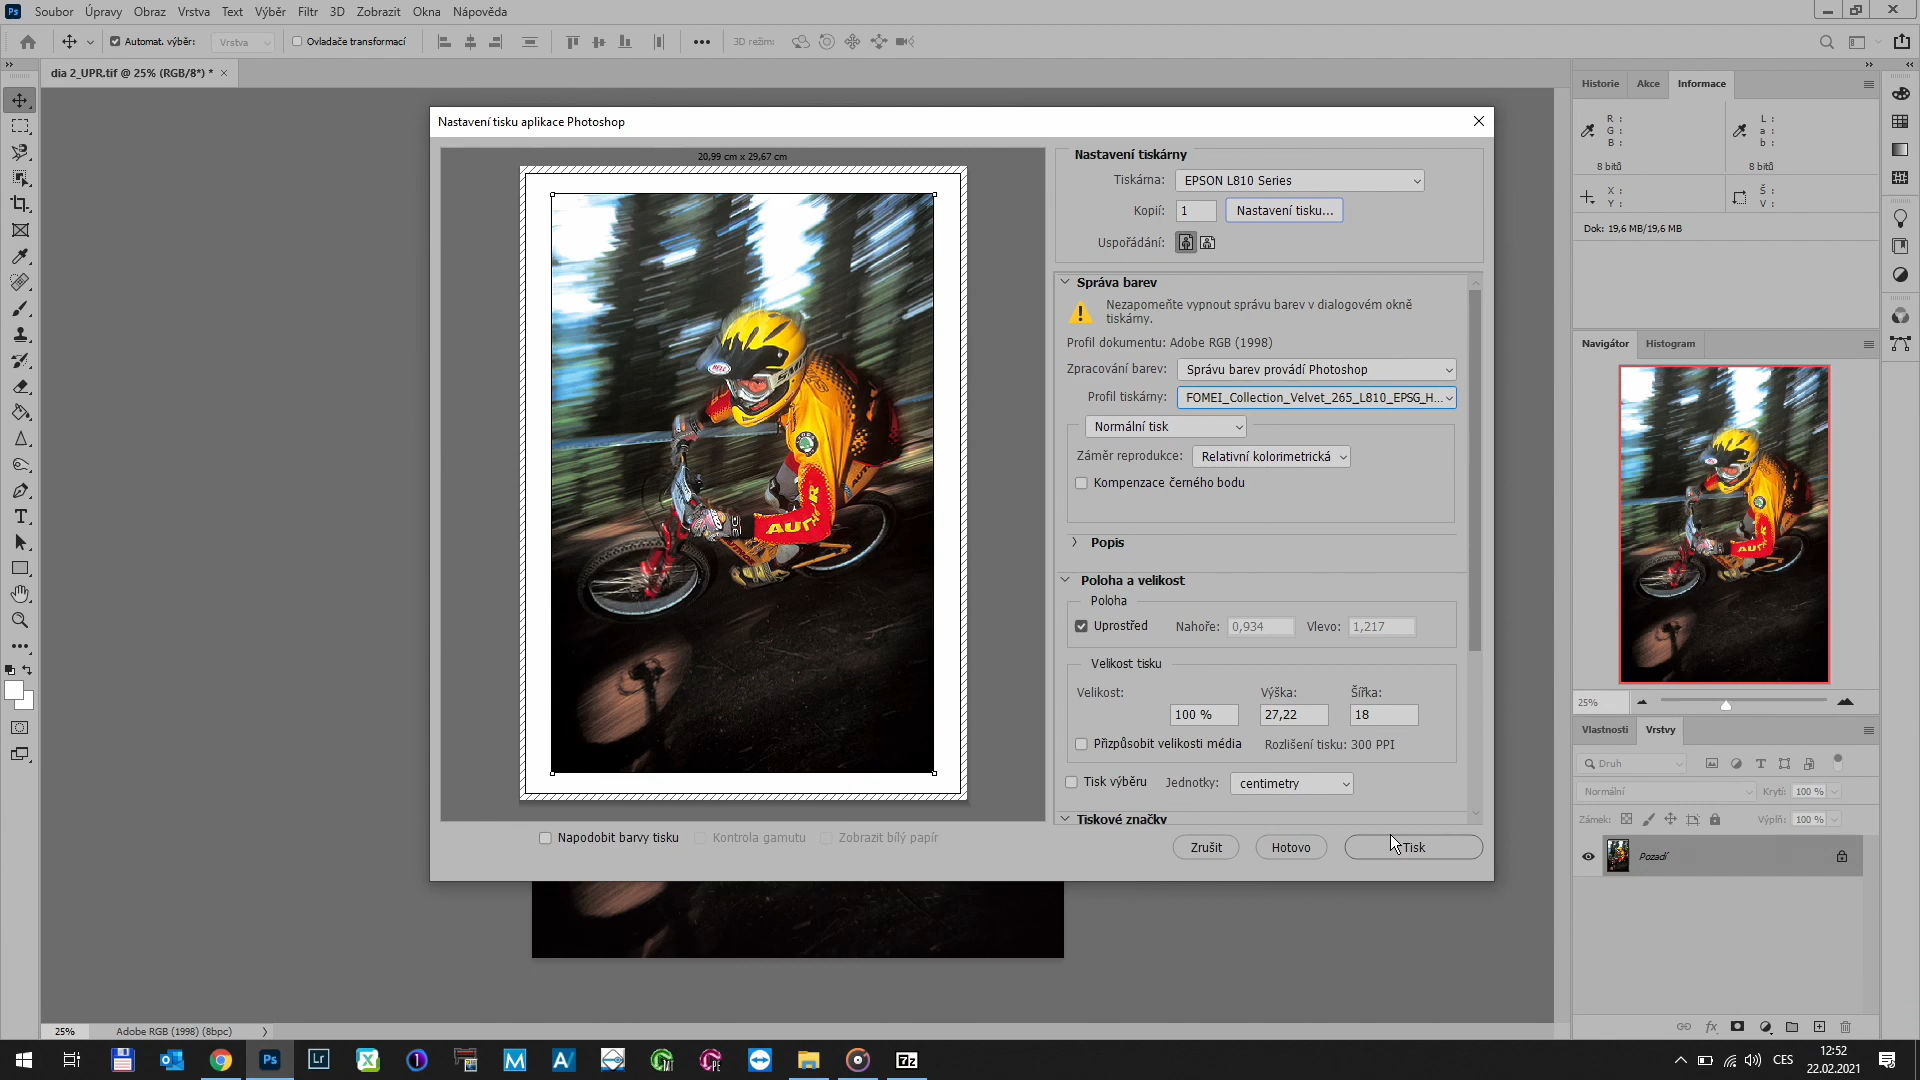 Soubor Úpravy Obraz Vrstva Text Výběr Filtr 3D Zobrazit Okna Nápověda
Automat. výběr: Vrstva Ovladače transformací 3D režim:
dia 2_UPR.tif @ 25% (RGB/8*) *
Nastavení tisku aplikace Photoshop
20,99 cm x 29,67 cm
Nastavení tiskárny
Tiskárna: EPSON L810 Series
Kopií: 1 Nastavení tisku...
Uspořádání:
Správa barev
Nezapomeňte vypnout správu barev v dialogovém okně
tiskárny.
Profil dokumentu: Adobe RGB (1998)
Zpracování barev: Správu barev provádí Photoshop
Profil tiskárny: FOMEI_Collection_Velvet_265_L810_EPSG_H...
Normální tisk
Záměr reprodukce: Relativní kolorimetrická
Kompenzace černého bodu
Popis
Poloha a velikost
Poloha
Uprostřed Nahoře: 0,934 Vlevo: 1,217
Velikost tisku
Velikost: Výška: Šířka:
100 % 27,22 18
Přizpůsobit velikosti média Rozlišení tisku: 300 PPI
Tisk výběru Jednotky: centimetry
Tiskové značky
Napodobit barvy tisku Kontrola gamutu Zobrazit bílý papír
Zrušit Hotovo Tisk
BELL
AUTHOR
Historie Akce Informace
R :
G :
B :
L :
a :
b :
8 bitů 8 bitů
X :
Y :
Š :
V :
Dok: 19,6 MB/19,6 MB
Navigátor Histogram
25%
Vlastnosti Vrstvy
Druh
Normální Krytí: 100 %
Zámek: Výplň: 100 %
Pozadí
fx
25% Adobe RGB (1998) (8bpc)
Ps Lr 7z
CES
12:52
22.02.2021